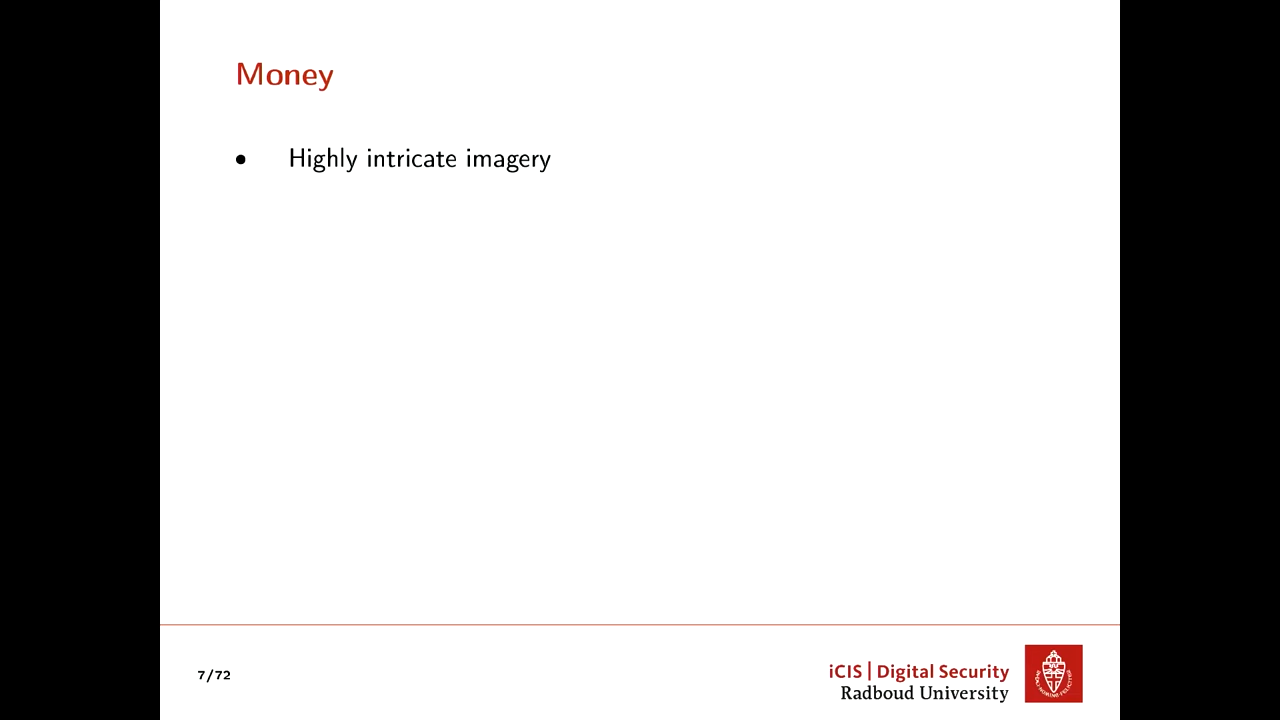 Money
• Highly intricate imagery
7/72
iCIS | Digital Security
Radboud University